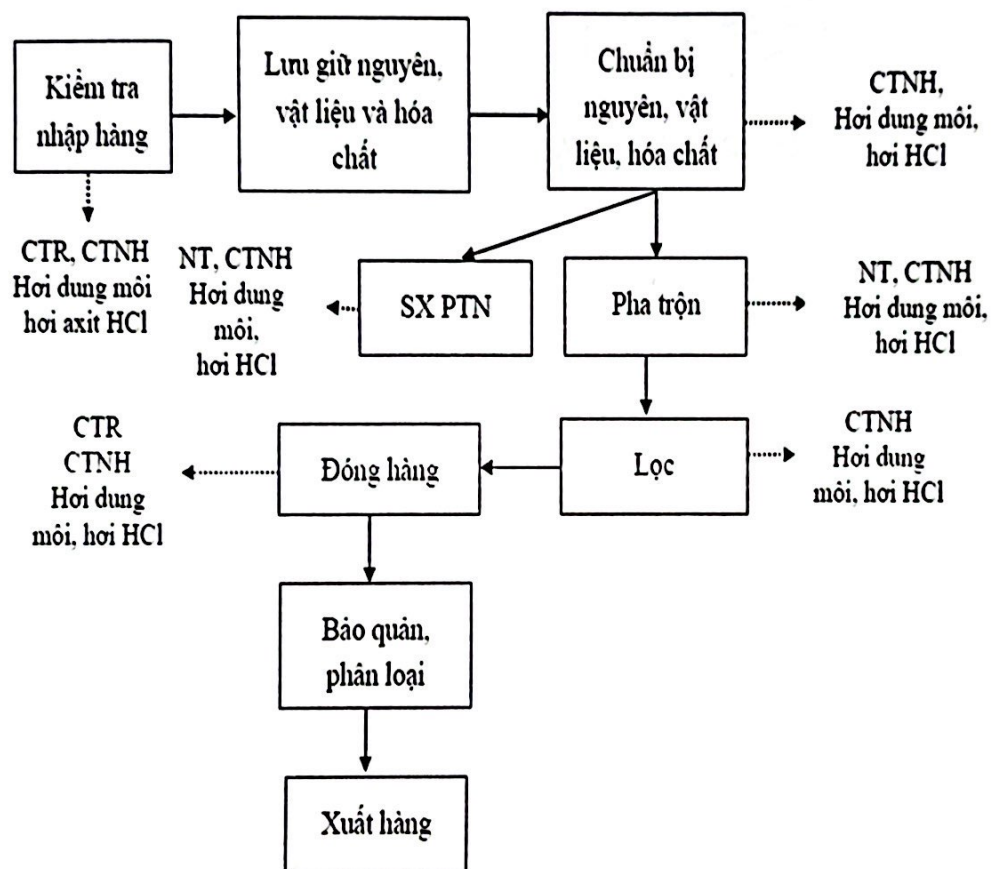 Kiểm tra
nhập hàng
Lưu giữ nguyên,
vật liệu và hóa
chất
Chuẩn bị
nguyên, vật
liệu, hóa chất
CTNH,
Hơi dung môi,
hơi HCl
CTR, CTNH
Hơi dung môi
hơi axit HCl
NT, CTNH
Hơi dung
môi,
hơi HCl
SX PTN
Pha trộn
NT, CTNH
Hơi dung môi,
hơi HCl
CTR
CTNH
Hơi dung
môi, hơi HCl
Đóng hàng
Lọc
CTNH
Hơi dung
môi, hơi HCl
Bảo quản,
phân loại
Xuất hàng